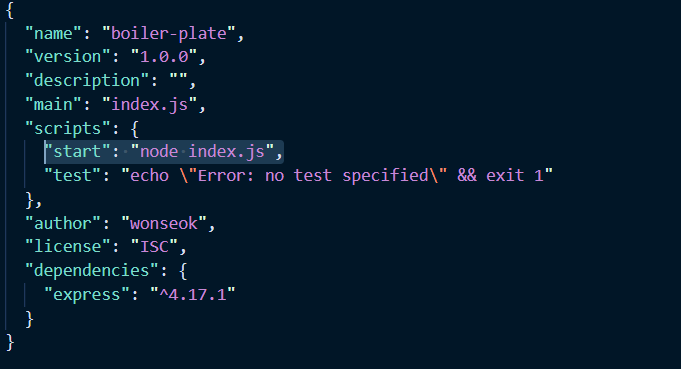 {
  "name": "boiler-plate",
  "version": "1.0.0",
  "description": "",
  "main": "index.js",
  "scripts": {
    "start": "node index.js",
    "test": "echo \"Error: no test specified\" && exit 1"
  },
  "author": "wonseok",
  "license": "ISC",
  "dependencies": {
    "express": "^4.17.1"
  }
}